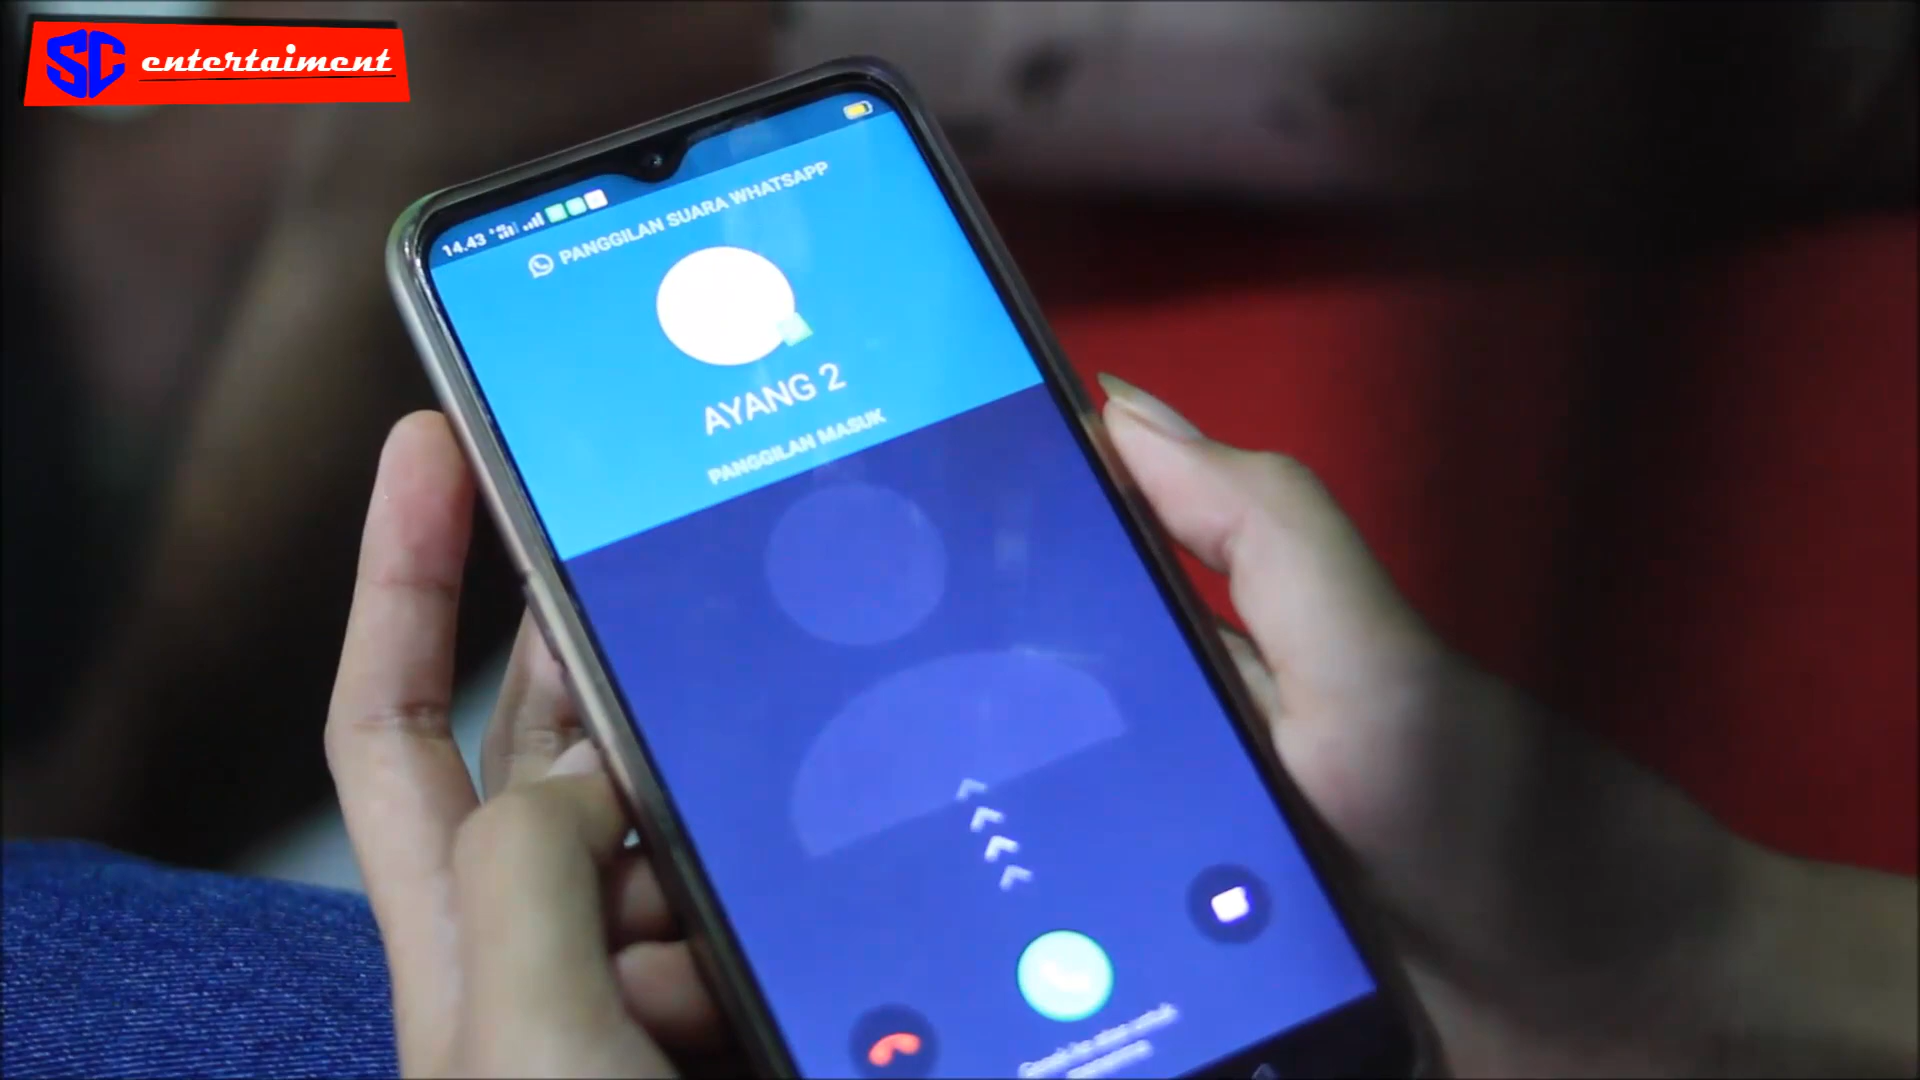 SC entertaiment
14.43
PANGGILAN SUARA WHATSAPP
AYANG 2
PANGGILAN MASUK